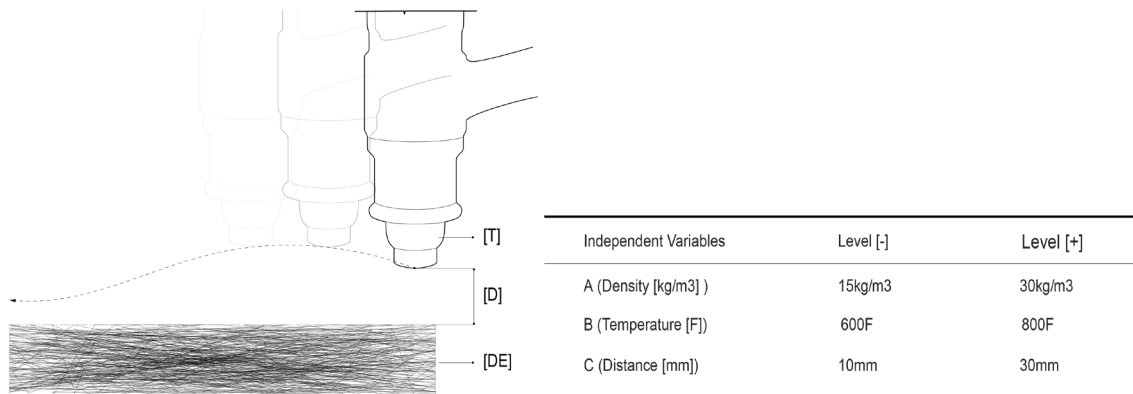 [T]
[D]
[DE]
Independent Variables Level [-] Level [+]
A (Density [kg/m3] ) 15kg/m3 30kg/m3
B (Temperature [F]) 600F 800F
C (Distance [mm]) 10mm 30mm